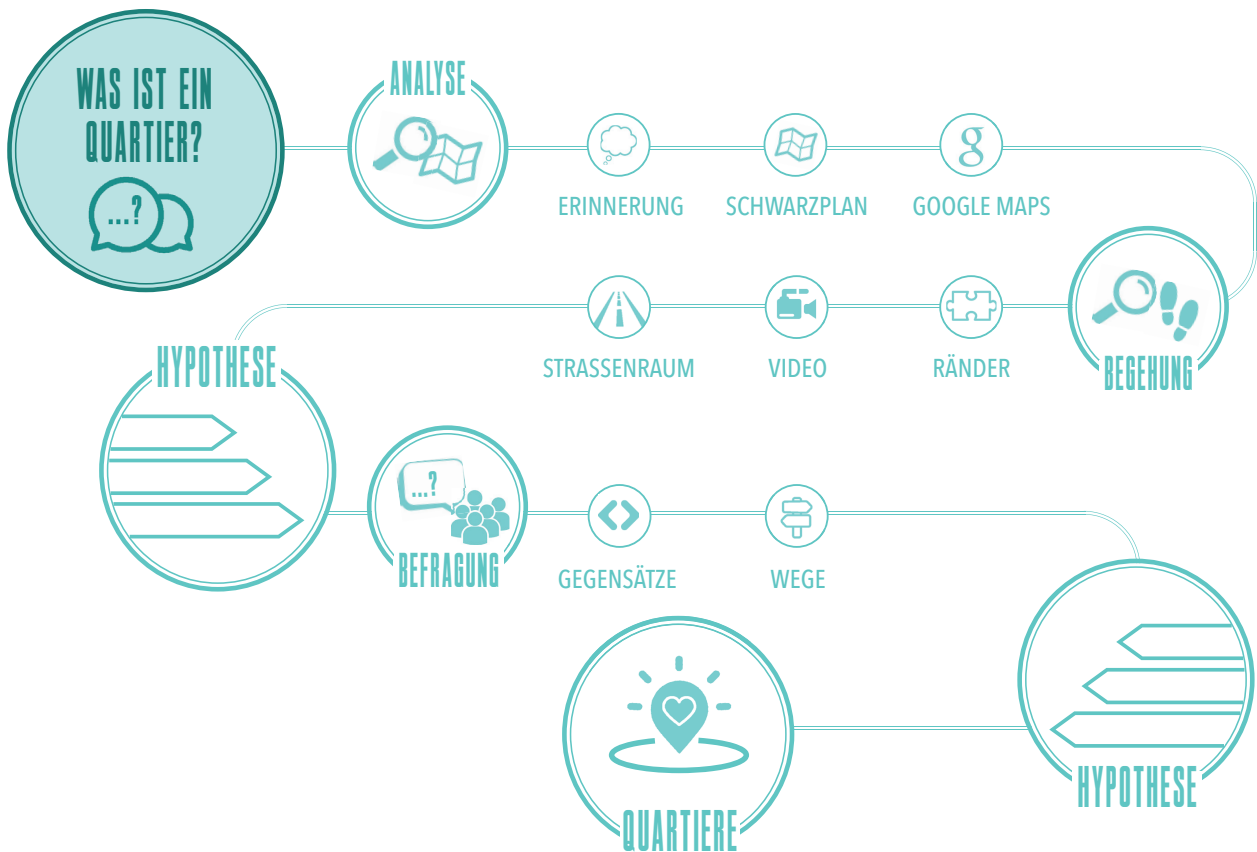 WAS IST EIN
QUARTIER?
...?
ANALYSE
ERINNERUNG
SCHWARZPLAN
g
GOOGLE MAPS
BEGEHUNG
RÄNDER
VIDEO
STRASSENRAUM
HYPOTHESE
...?
BEFRAGUNG
GEGENSÄTZE
WEGE
HYPOTHESE
QUARTIERE